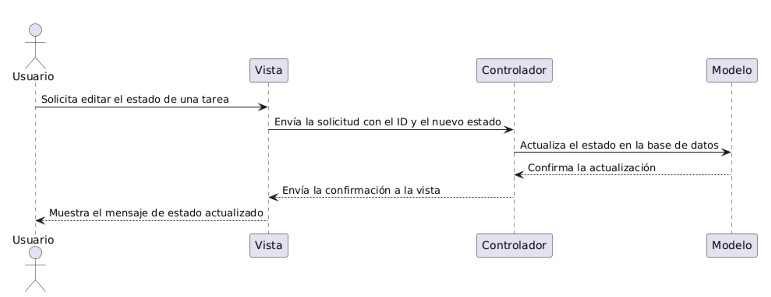 Usuario
Vista
Controlador
Modelo
Solicita editar el estado de una tarea
Envía la solicitud con el ID y el nuevo estado
Actualiza el estado en la base de datos
Confirma la actualización
Envía la confirmación a la vista
Muestra el mensaje de estado actualizado
Usuario
Vista
Controlador
Modelo